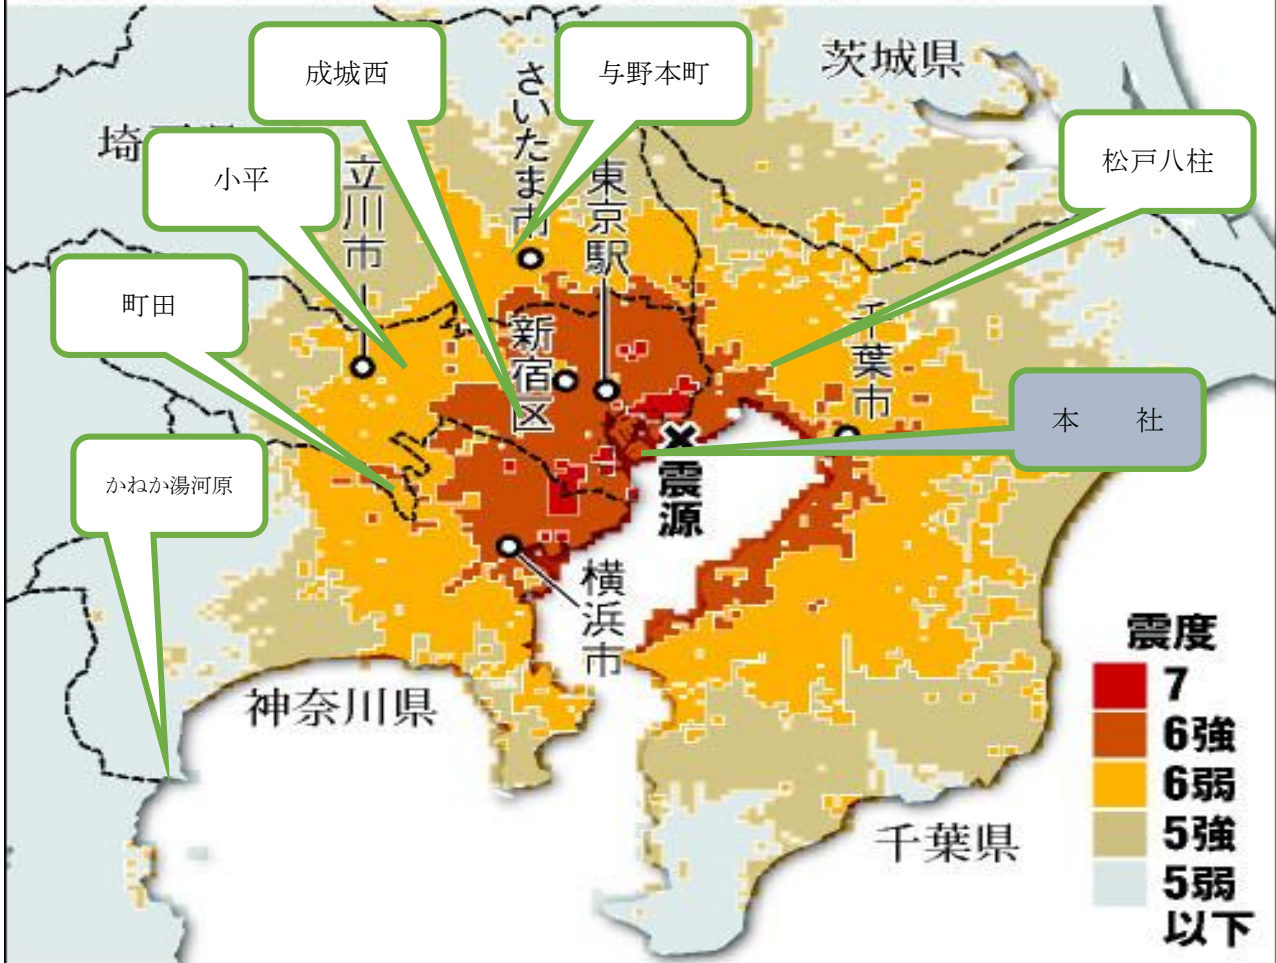 成城西
与野本町
茨城県
埼
さいたま市
松戸八柱
小平
立川市
東京駅
町田
新宿区
千葉市
本　　社
かねか湯河原
震源
横浜市
神奈川県
千葉県
震度
7
6強
6弱
5強
5弱
以下